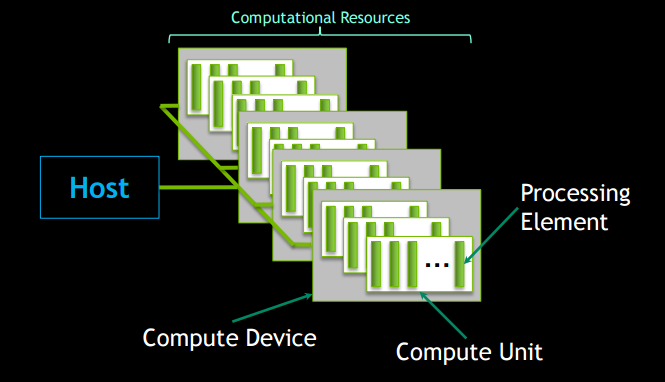 Computational Resources
Host
Processing
Element
...
Compute Device
Compute Unit